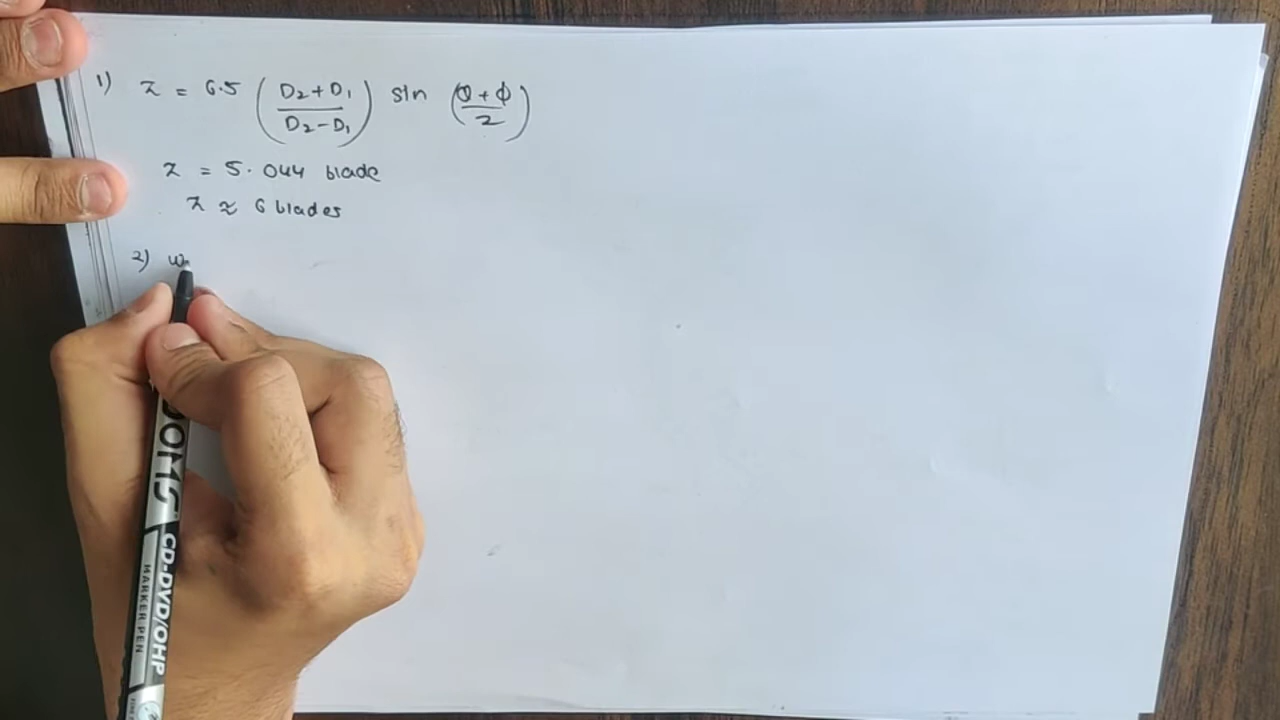 1) z = 6.5 (D₂+D₁ / D₂-D₁) sin (θ+ϕ / 2)
z = 5.044 blade
z ≈ 6 blades
2) w
DOMS CD-DVD/OHP
MARKER PEN